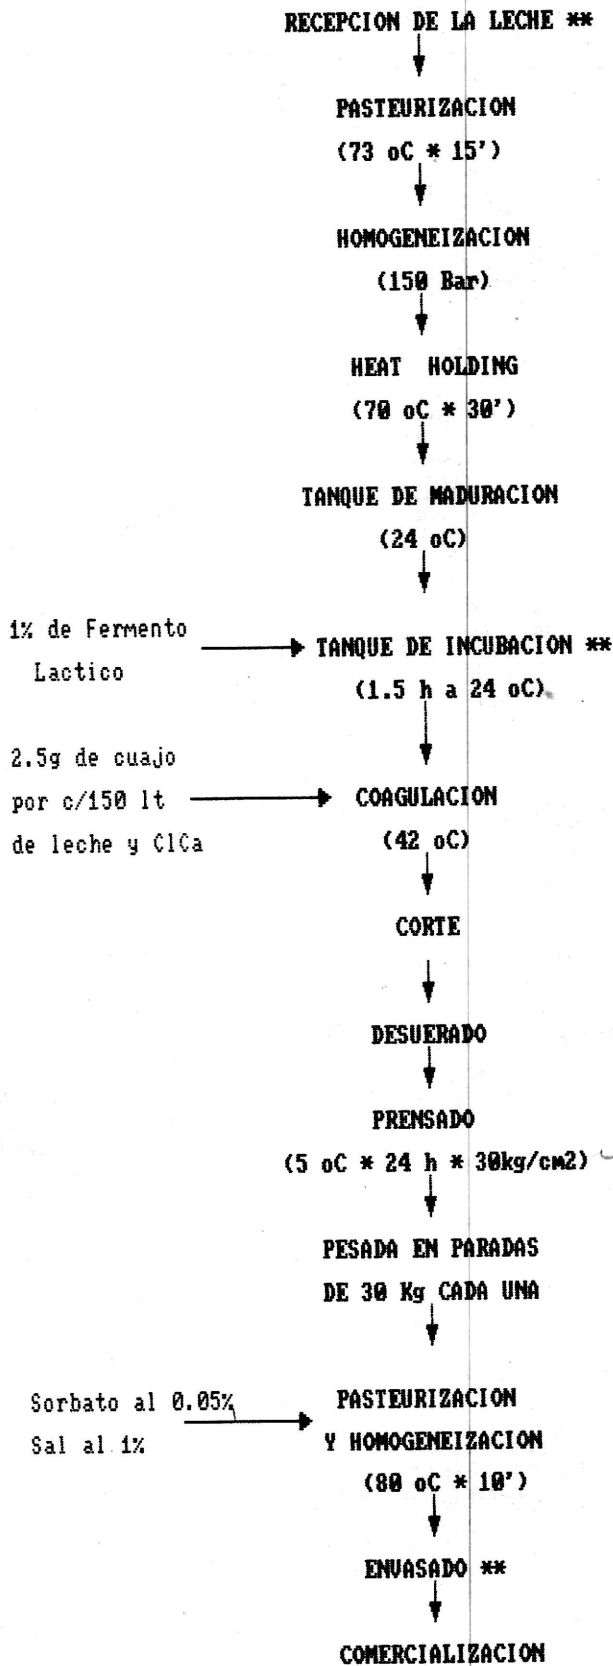 RECEPCION DE LA LECHE **
PASTEURIZACION
(73 oC * 15')
HOMOGENEIZACION
(150 Bar)
HEAT HOLDING
(70 oC * 30')
TANQUE DE MADURACION
(24 oC)
1% de Fermento
Lactico
TANQUE DE INCUBACION **
(1.5 h a 24 oC)
2.5g de cuajo
por c/150 lt
de leche y ClCa
COAGULACION
(42 oC)
CORTE
DESUERADO
PRENSADO
(5 oC * 24 h * 30kg/cm2)
PESADA EN PARADAS
DE 30 Kg CADA UNA
Sorbato al 0.05%
Sal al 1%
PASTEURIZACION
Y HOMOGENEIZACION
(80 oC * 10')
ENVASADO **
COMERCIALIZACION